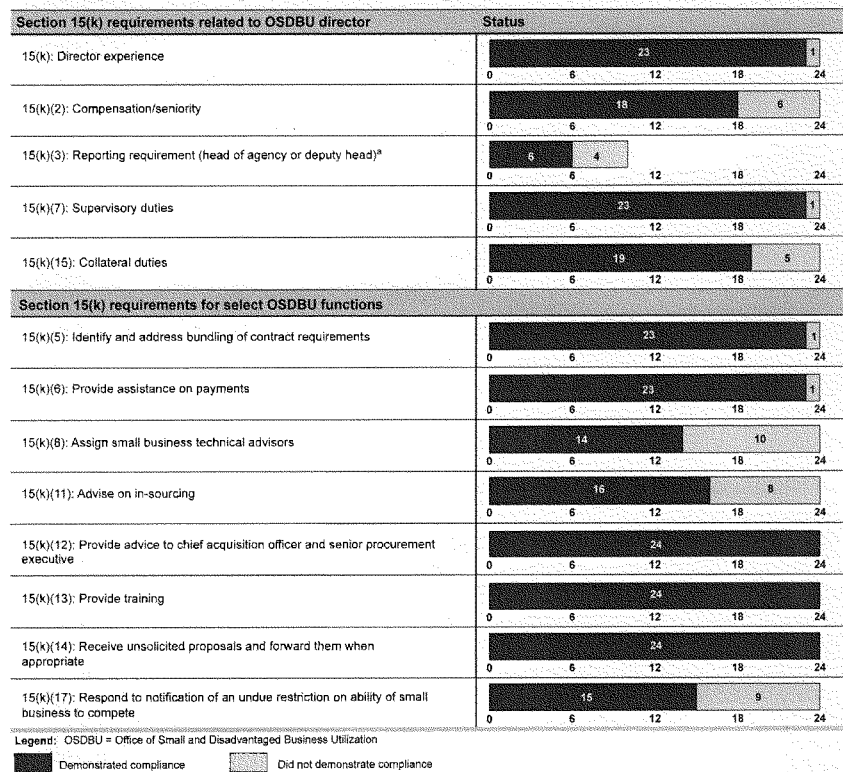 Section 15(k) requirements related to OSDBU director Status
15(k): Director experience
23 1
0 6 12 18 24
15(k)(2): Compensation/seniority
18 6
0 6 12 18 24
15(k)(3): Reporting requirement (head of agency or deputy head)ᵃ
6 4
0 6 12 18 24
15(k)(7): Supervisory duties
23 1
0 6 12 18 24
15(k)(15): Collateral duties
19 5
0 6 12 18 24
Section 15(k) requirements for select OSDBU functions
15(k)(5): Identify and address bundling of contract requirements
23 1
0 6 12 18 24
15(k)(6): Provide assistance on payments
23 1
0 6 12 18 24
15(k)(8): Assign small business technical advisors
14 10
0 6 12 18 24
15(k)(11): Advise on in-sourcing
16 8
0 6 12 18 24
15(k)(12): Provide advice to chief acquisition officer and senior procurement
executive
24
0 6 12 18 24
15(k)(13): Provide training
24
0 6 12 18 24
15(k)(14): Receive unsolicited proposals and forward them when
appropriate
24
0 6 12 18 24
15(k)(17): Respond to notification of an undue restriction on ability of small
business to compete
15 9
0 6 12 18 24
Legend: OSDBU = Office of Small and Disadvantaged Business Utilization
Demonstrated compliance Did not demonstrate compliance